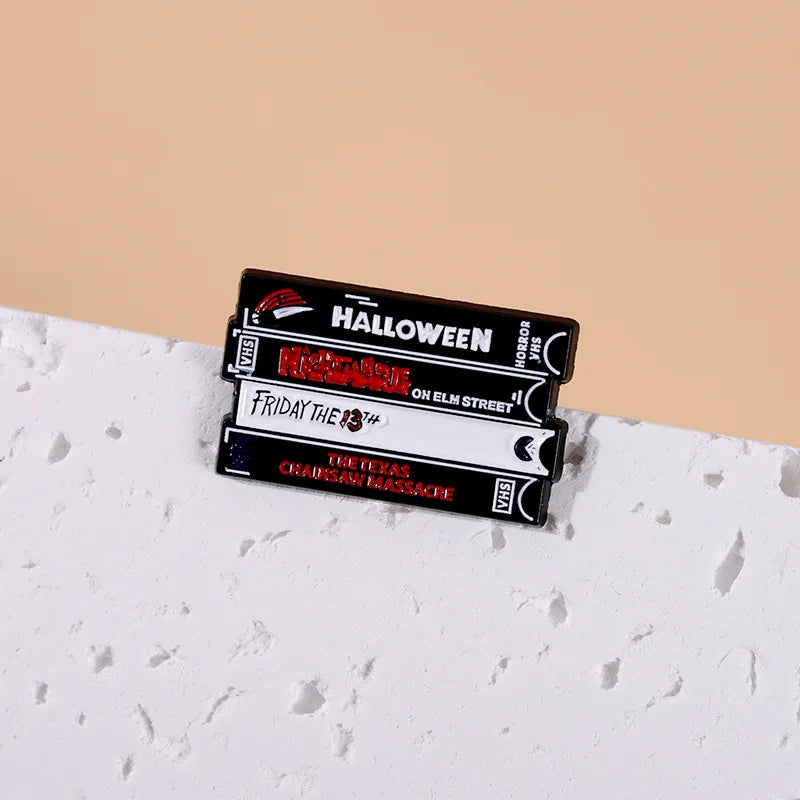 HALLOWEEN
HORROR
VHS
VHS
NIGHTMARE
ON ELM STREET
FRIDAY THE 13TH
THE TEXAS
CHAINSAW MASSACRE
VHS